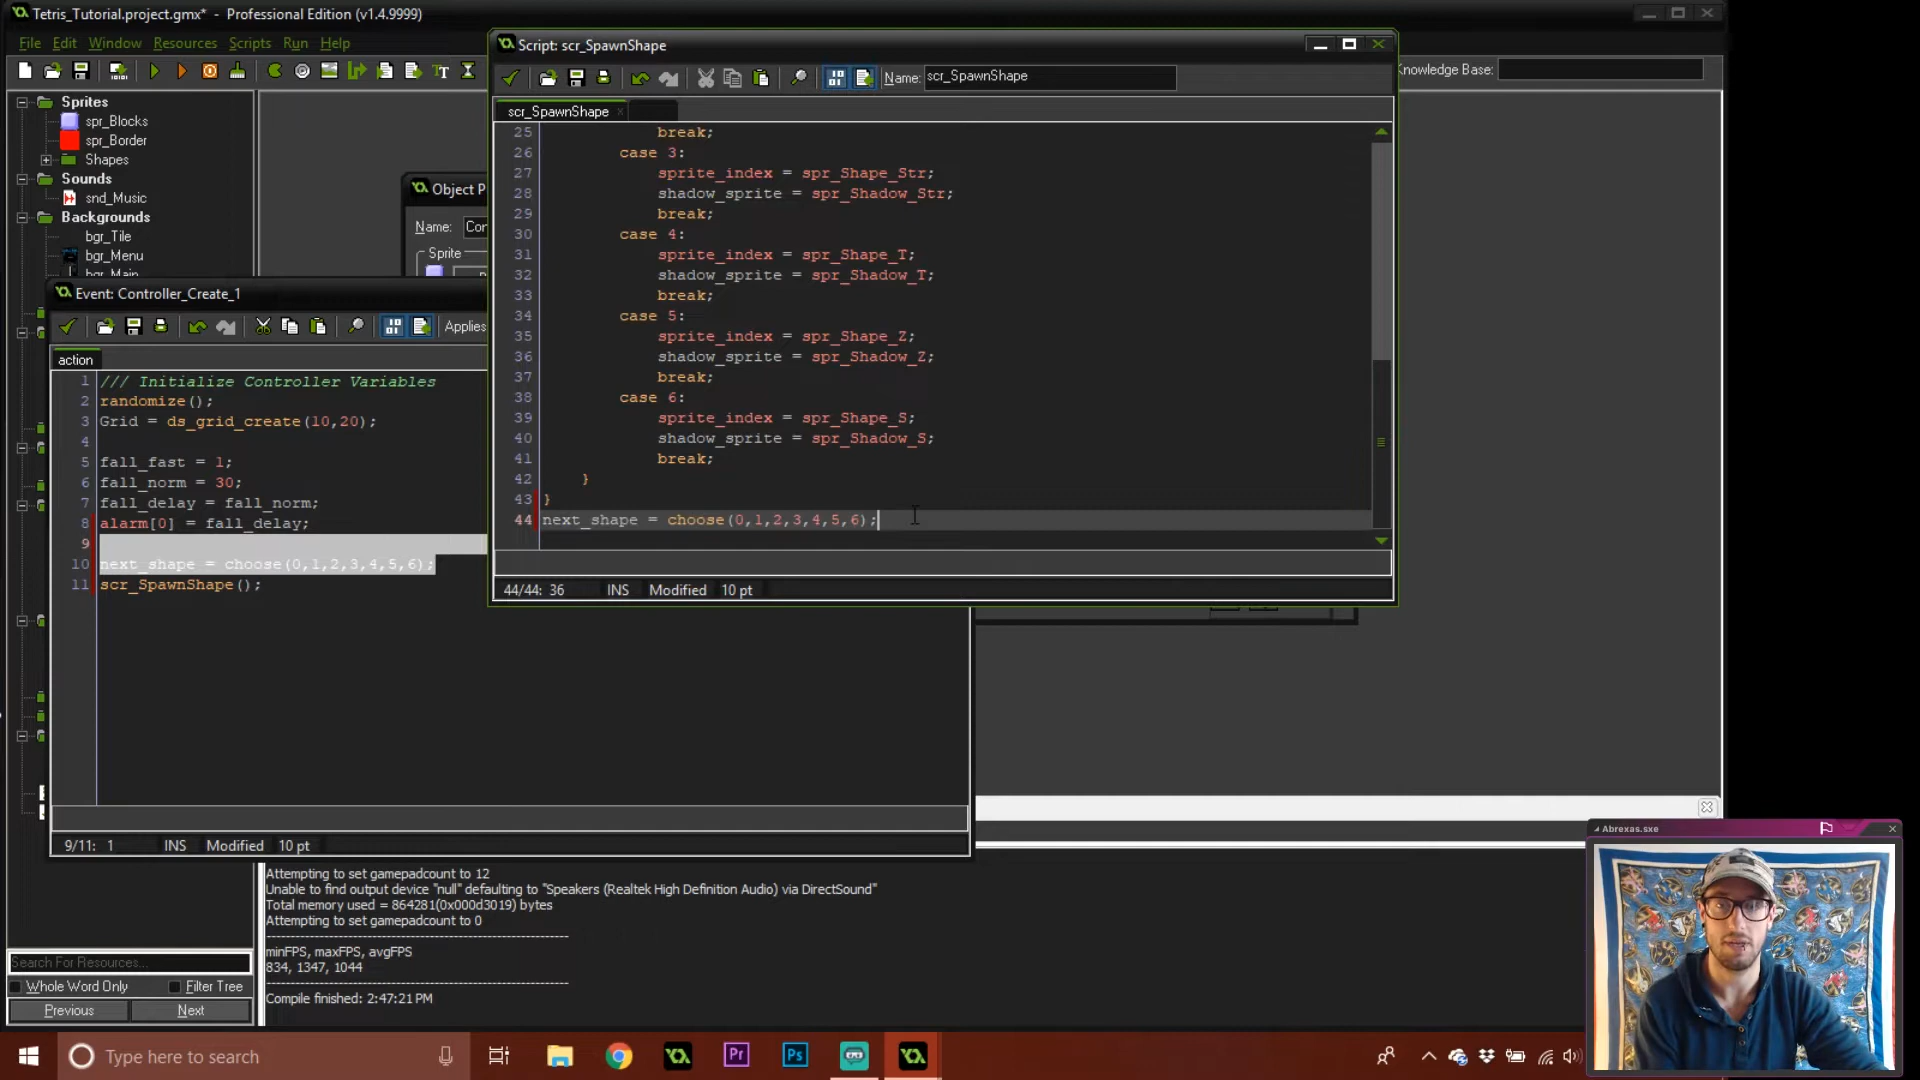 Tetris_Tutorial.project.gmx* - Professional Edition (v1.4.9999)
File Edit Window Resources Scripts Run Help
Sprites
spr_Blocks
spr_Border
Shapes
Sounds
snd_Music
Backgrounds
bgr_Tile
bgr_Menu
bgr_Main
Object P
Name: Con
Sprite
Script: scr_SpawnShape
Name: scr_SpawnShape
Knowledge Base:
scr_SpawnShape
25 break;
26 case 3:
27 sprite_index = spr_Shape_Str;
28 shadow_sprite = spr_Shadow_Str;
29 break;
30 case 4:
31 sprite_index = spr_Shape_T;
32 shadow_sprite = spr_Shadow_T;
33 break;
34 case 5:
35 sprite_index = spr_Shape_Z;
36 shadow_sprite = spr_Shadow_Z;
37 break;
38 case 6:
39 sprite_index = spr_Shape_S;
40 shadow_sprite = spr_Shadow_S;
41 break;
42 }
43 }
44 next_shape = choose(0,1,2,3,4,5,6);
44/44: 36 INS Modified 10 pt
Event: Controller_Create_1
Applies
action
1 /// Initialize Controller Variables
2 randomize();
3 Grid = ds_grid_create(10,20);
4
5 fall_fast = 1;
6 fall_norm = 30;
7 fall_delay = fall_norm;
8 alarm[0] = fall_delay;
9
10 next_shape = choose(0,1,2,3,4,5,6);
11 scr_SpawnShape();
9/11: 1 INS Modified 10 pt
Attempting to set gamepadcount to 12
Unable to find output device "null" defaulting to "Speakers (Realtek High Definition Audio) via DirectSound"
Total memory used = 864281(0x000d3019) bytes
Attempting to set gamepadcount to 0
minFPS, maxFPS, avgFPS
834, 1347, 1044
Compile finished: 2:47:21 PM
Search For Resources...
Whole Word Only Filter Tree
Previous Next
Abrexas.sxe
Type here to search
Pr
Ps